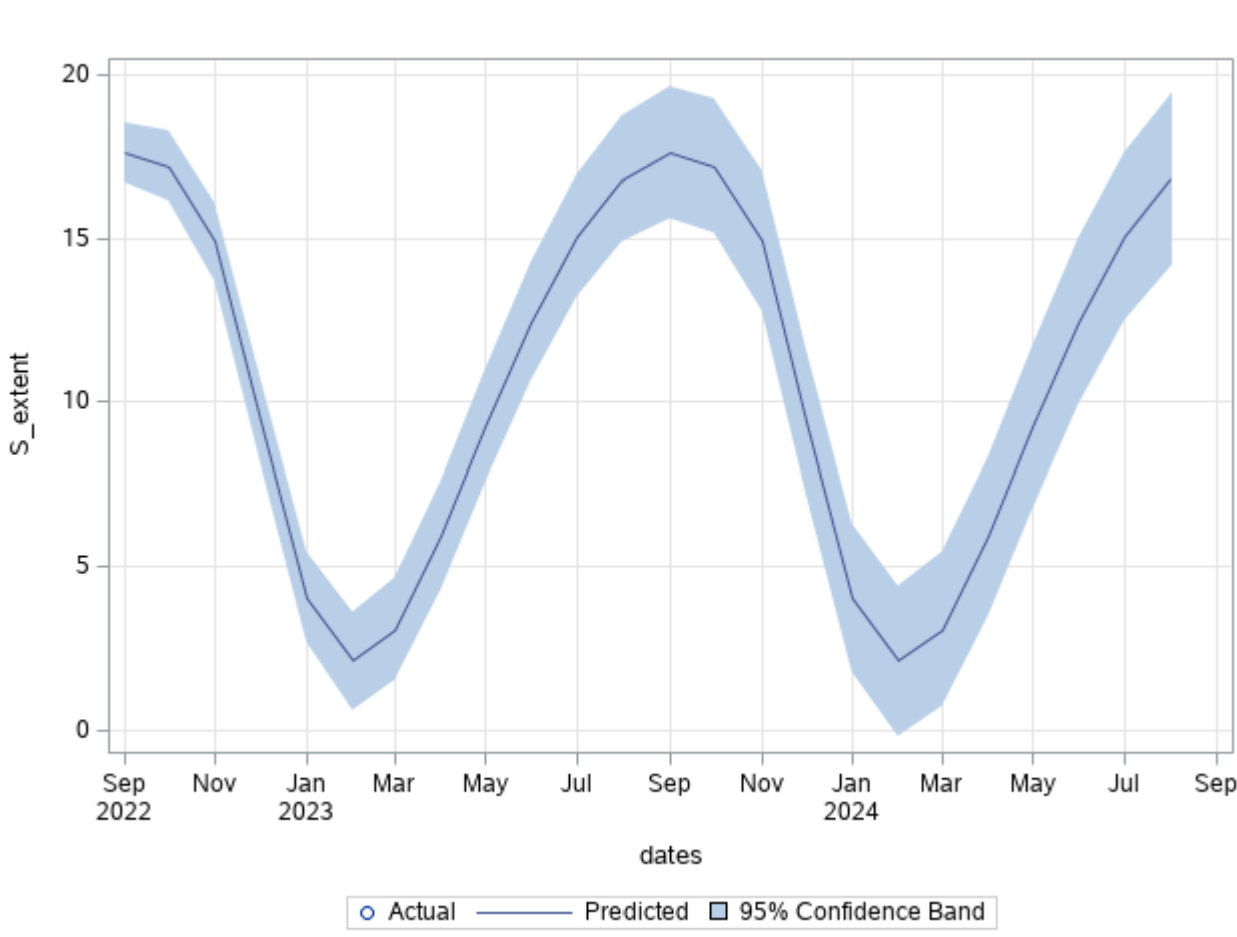 20
15
10
5
0
S_extent
Sep Nov Jan Mar May Jul Sep Nov Jan Mar May Jul Sep
2022 2023 2024
dates
Actual Predicted 95% Confidence Band